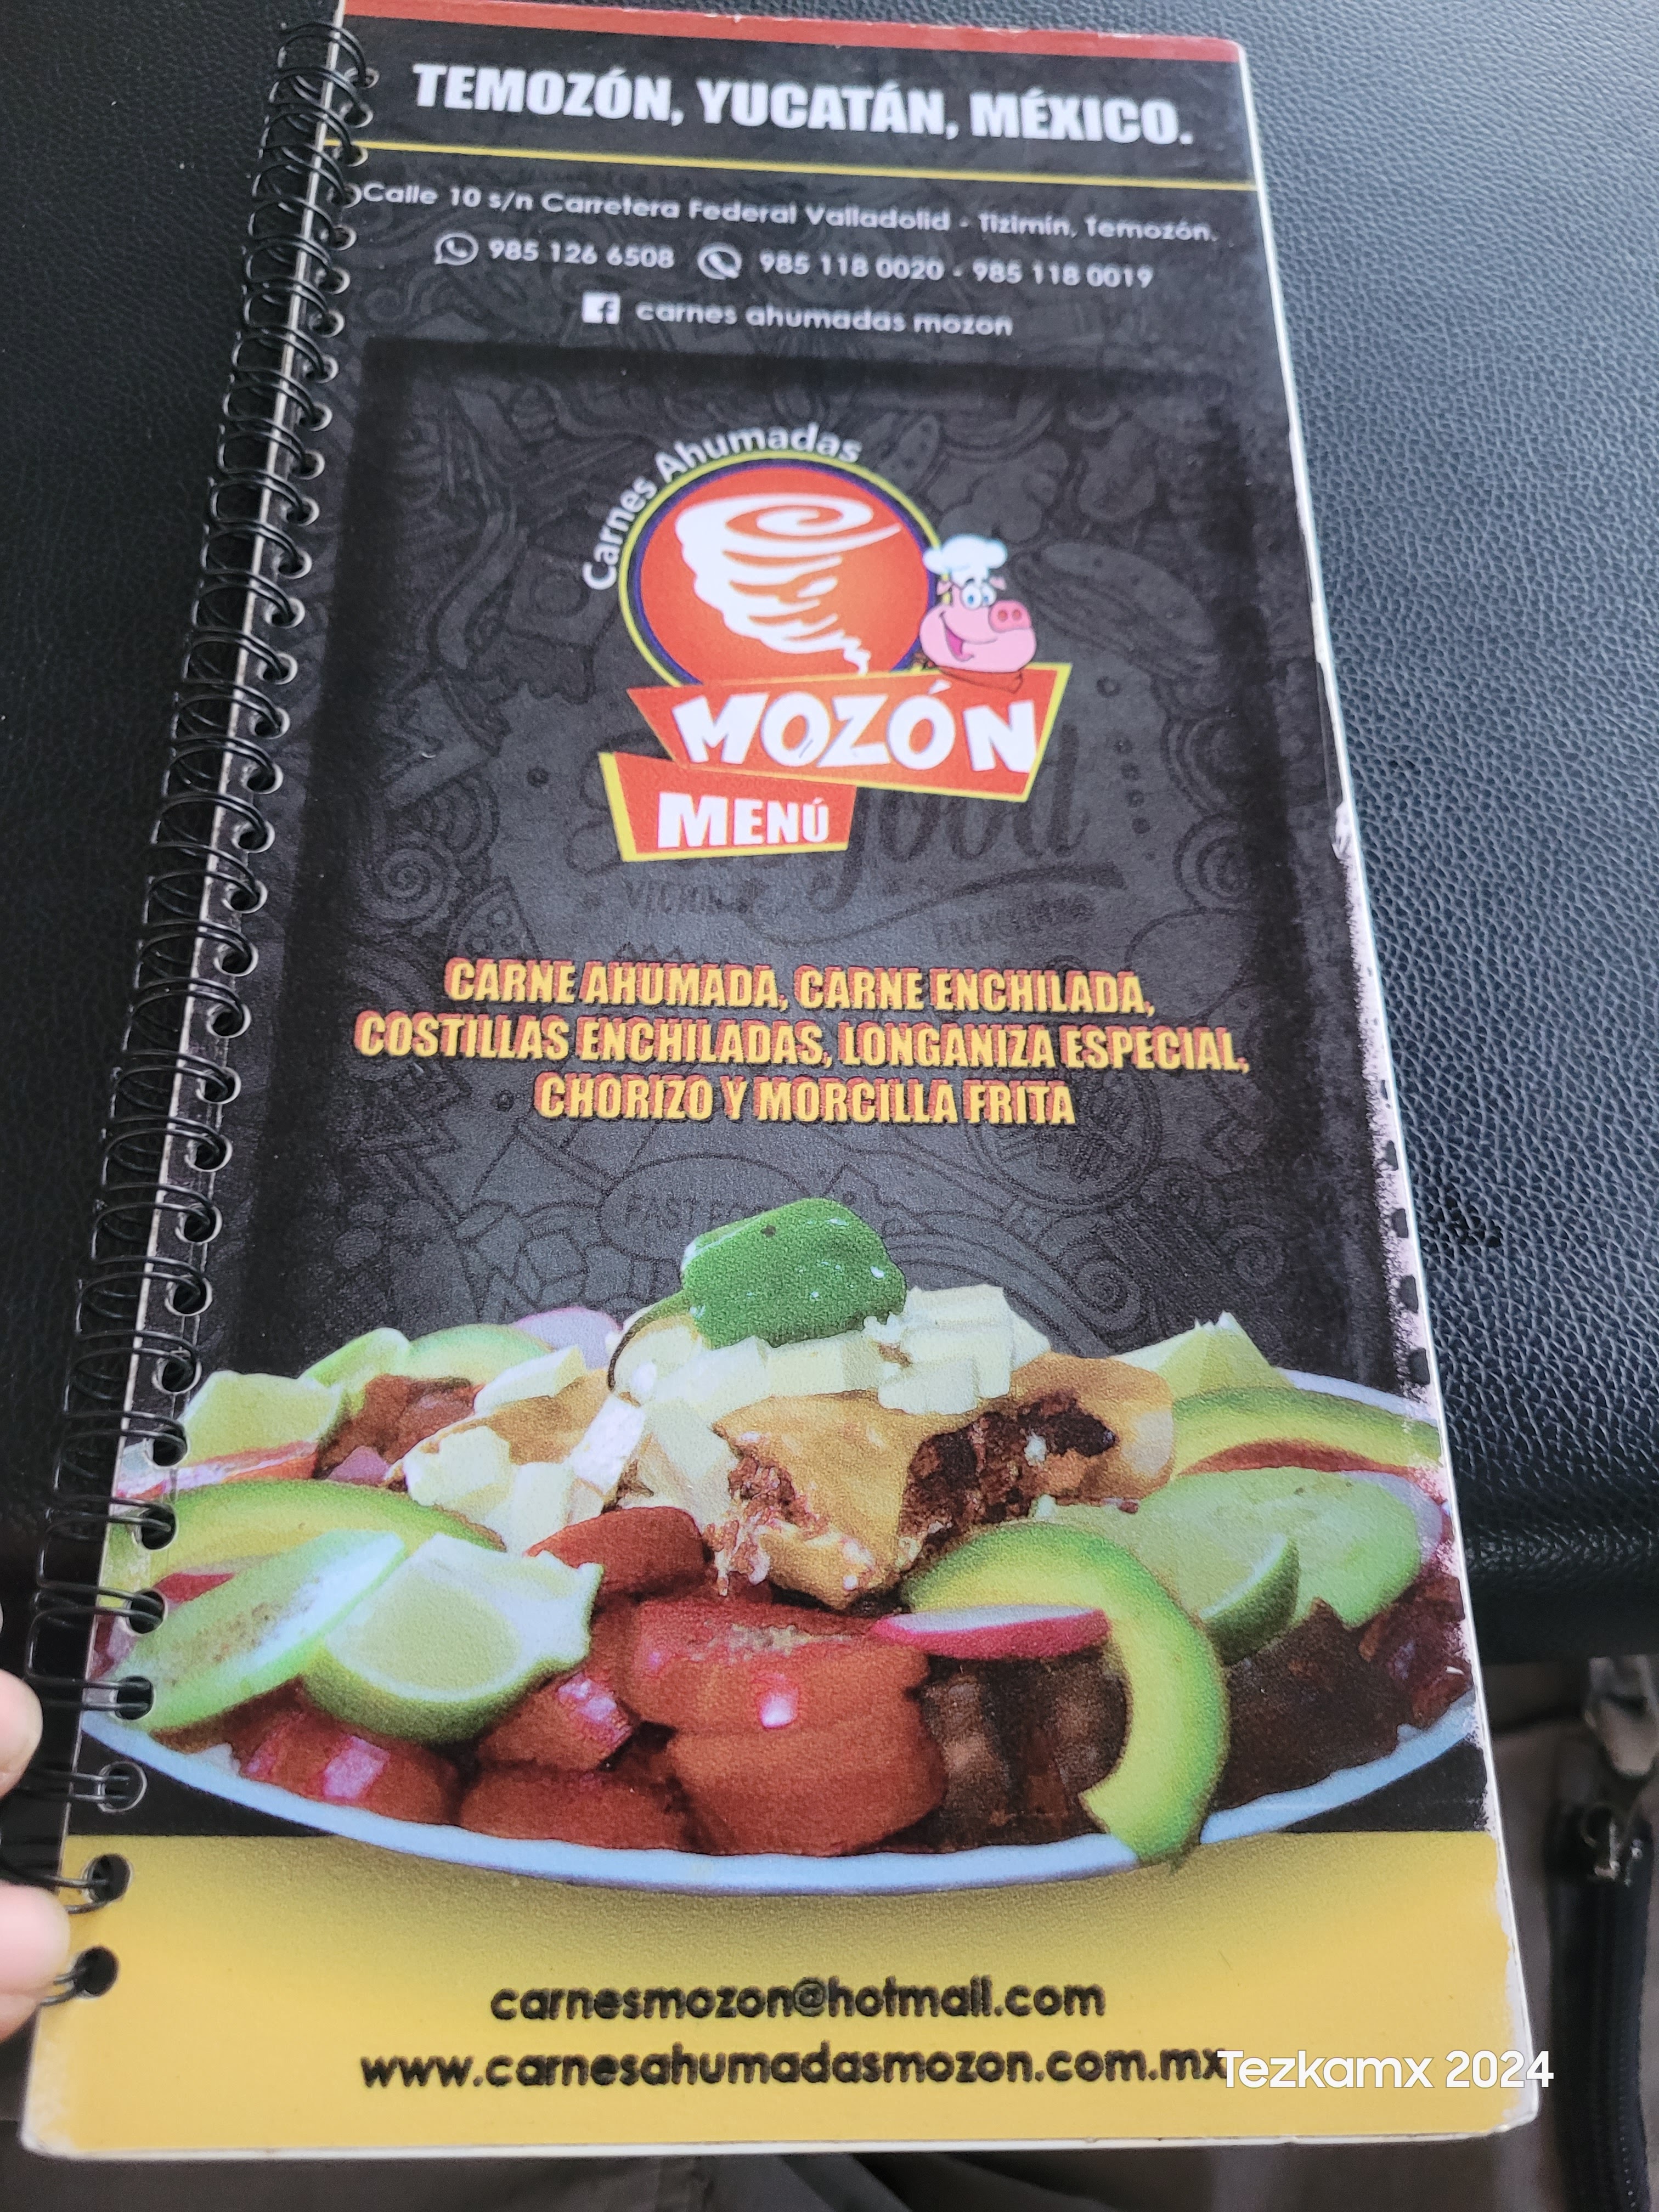 TEMOZÓN, YUCATÁN, MÉXICO.
Calle 10 s/n Carretera Federal Valladolid - Tizimín, Temozón.
985 126 6508 985 118 0020 - 985 118 0019
carnes ahumadas mozon
Carnes Ahumadas
MOZÓN
MENÚ
food
CARNE AHUMADA, CARNE ENCHILADA,
COSTILLAS ENCHILADAS, LONGANIZA ESPECIAL,
CHORIZO Y MORCILLA FRITA
FAST
carnesmozon@hotmail.com
www.carnesahumadasmozon.com.mx
Tezkamx 2024